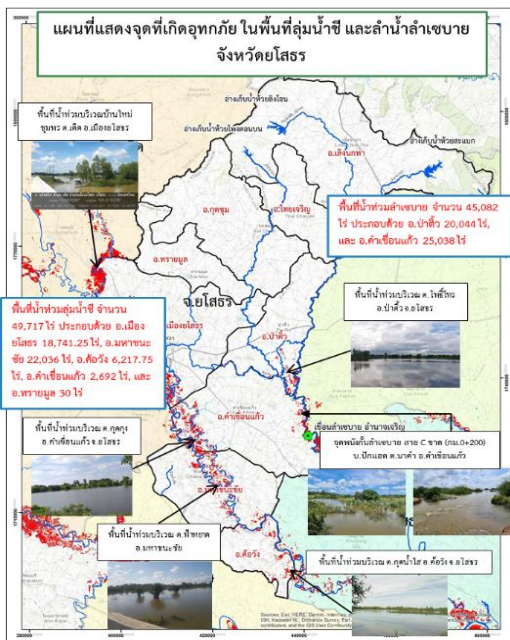 แผนที่แสดงจุดที่เกิดอุทกภัย ในพื้นที่ลุ่มน้ำชี และลำน้ำลำเซบาย
จังหวัดยโสธร
อ่างเก็บน้ำห้วยลิงโจน
พื้นที่น้ำท่วมบริเวณบ้านใหม่
ชุมพร ต.เดิด อ.เมืองยโสธร
อ่างเก็บน้ำห้วยสะแบก
อ.เลิงนกทา
พื้นที่น้ำท่วมลำเซบาย จำนวน 45,082
ไร่ ประกอบด้วย อ.ป่าติ้ว 20,044 ไร่,
และ อ.คำเขื่อนแก้ว 25,038 ไร่
อ.กุดชุม
อ.ไทยเจริญ
อ.ทรายมูล
จ.ยโสธร
พื้นที่น้ำท่วมลุ่มน้ำชี จำนวน
49,717 ไร่ ประกอบด้วย อ.เมือง
ยโสธร 18,741.25 ไร่, อ.มหาชนะ
ชัย 22,036 ไร่, อ.ค้อวัง 6,217.75
ไร่, อ.คำเขื่อนแก้ว 2,692 ไร่, และ
อ.ทรายมูล 30 ไร่
เมืองยโสธร
พื้นที่น้ำท่วมบริเวณ ต.โพธิ์ไทร
อ.ป่าติ้ว จ.ยโสธร
อ.ป่าติ้ว
อ.คำเขื่อนแก้ว
พื้นที่น้ำท่วมบริเวณ ต.กุดกุง
อ.คำเขื่อนแก้ว จ.ยโสธร
เขื่อนลำเซบาย อำนาจเจริญ
จุดพนังกั้นลำเซบาย สาย C ขาด (กม.0+200)
บ.ปักแฮด ต.นาคำ อ.คำเขื่อนแก้ว
อ.มหาชนะชัย
พื้นที่น้ำท่วมบริเวณ ต.ฟ้าหยาด
อ.มหาชนะชัย
อ.ค้อวัง
พื้นที่น้ำท่วมบริเวณ ต.กุดน้ำใส อ.ค้อวัง จ.ยโสธร